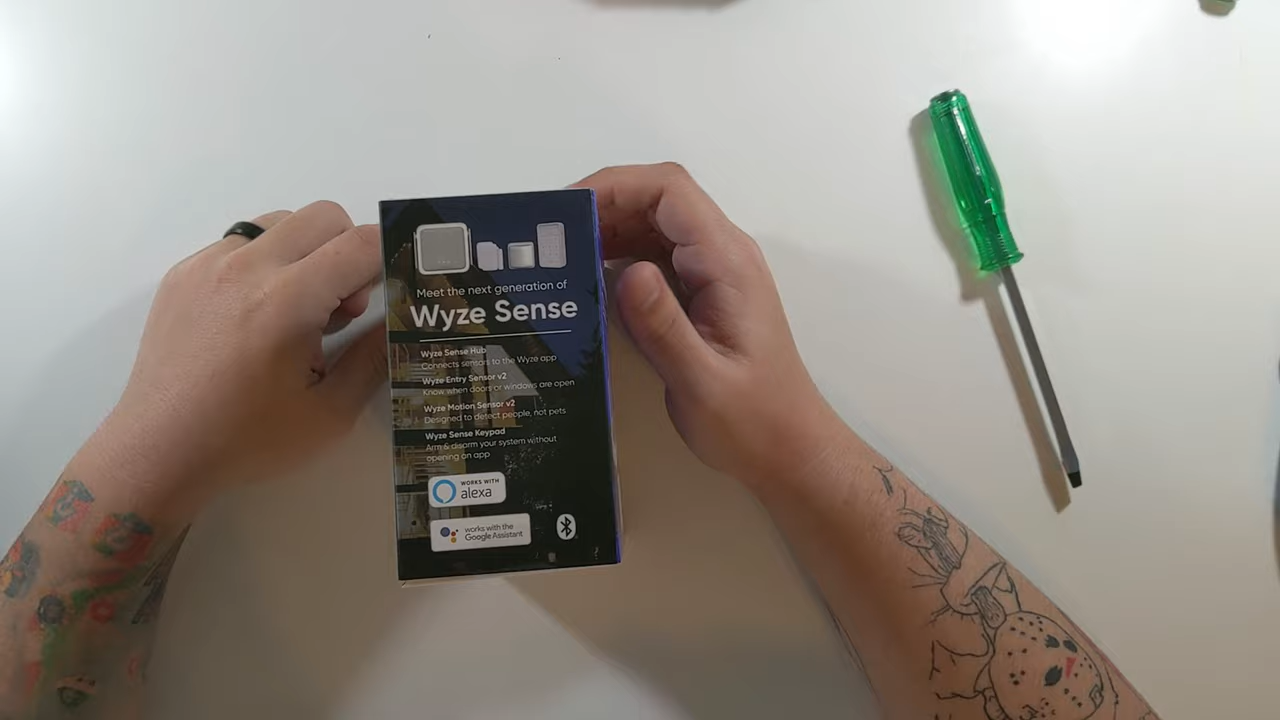 Meet the next generation of
Wyze Sense
Wyze Sense Hub
Connects sensors to the Wyze app
Wyze Entry Sensor v2
Know when doors or windows are open
Wyze Motion Sensor v2
Designed to detect people, not pets
Wyze Sense Keypad
Arm & disarm your system without
opening an app
WORKS WITH
alexa
works with the
Google Assistant